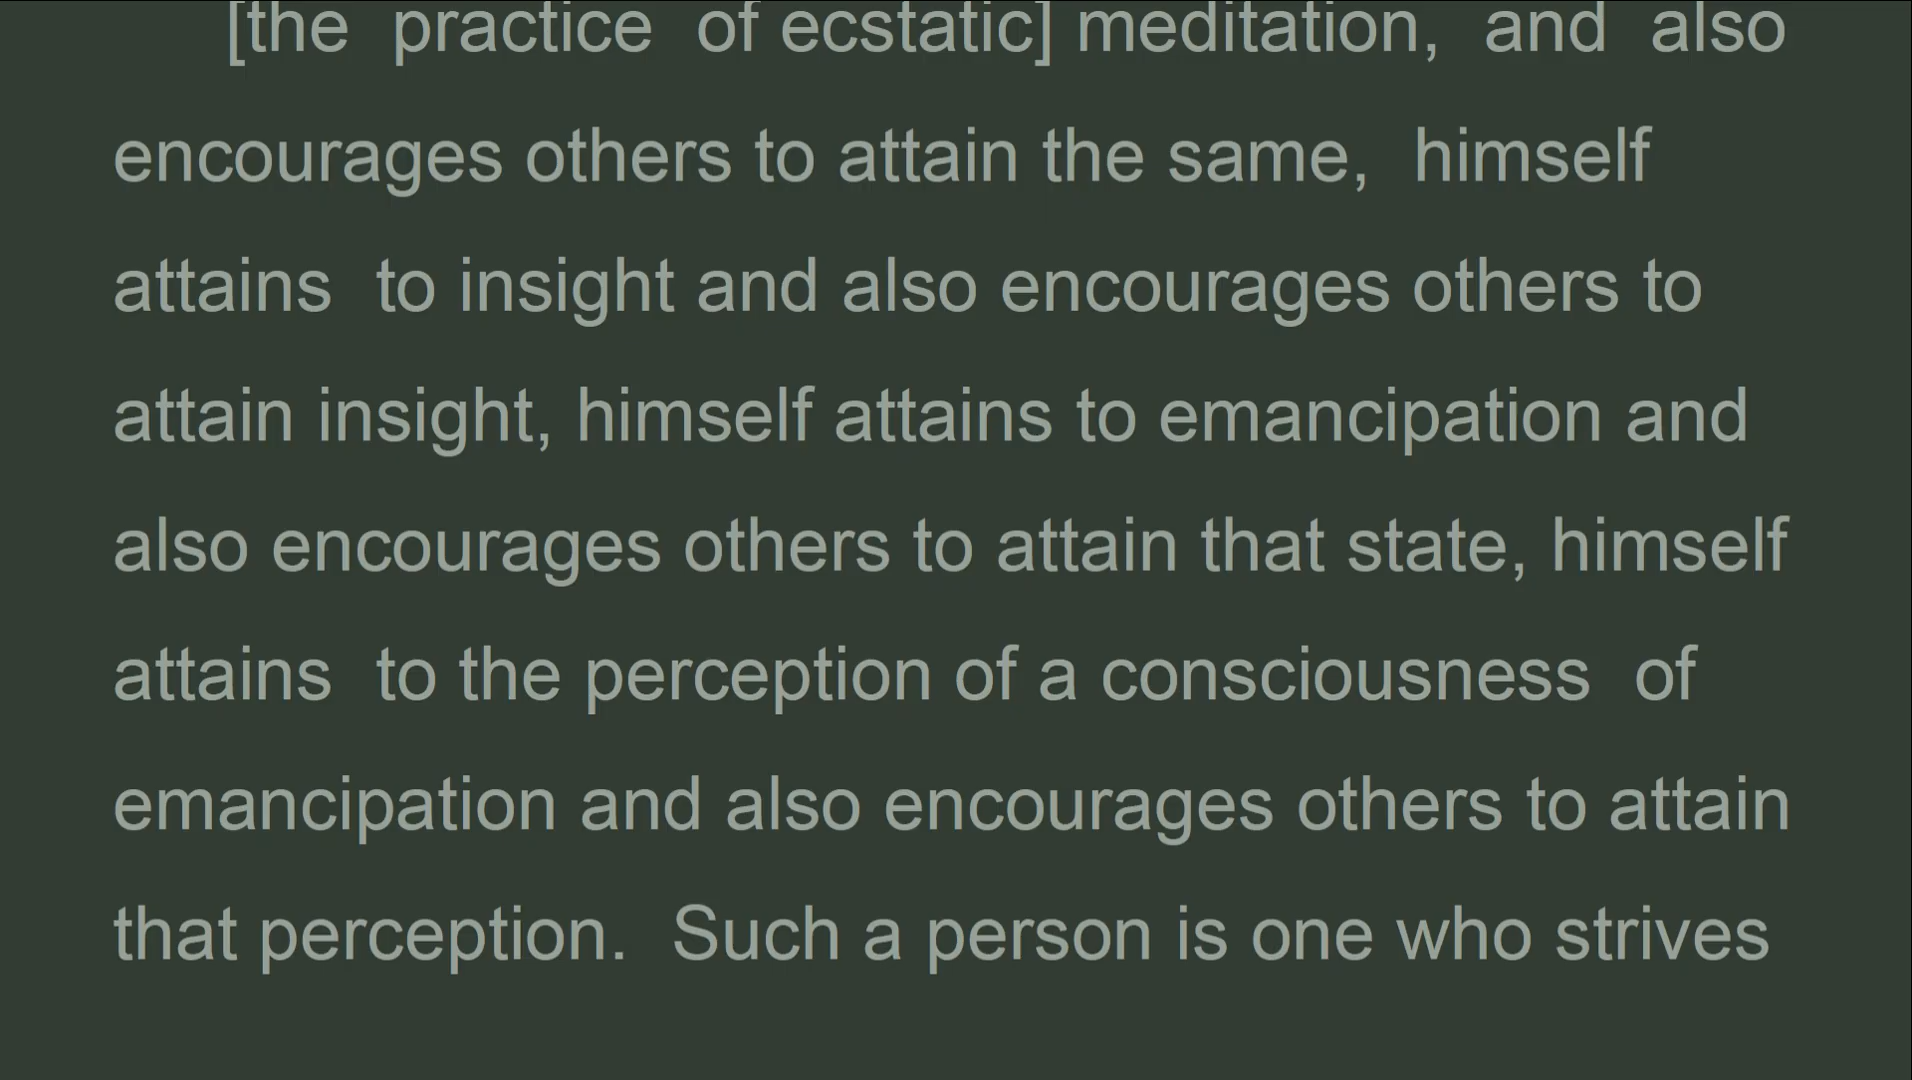 [the practice of ecstatic] meditation, and also
encourages others to attain the same, himself
attains to insight and also encourages others to
attain insight, himself attains to emancipation and
also encourages others to attain that state, himself
attains to the perception of a consciousness of
emancipation and also encourages others to attain
that perception. Such a person is one who strives